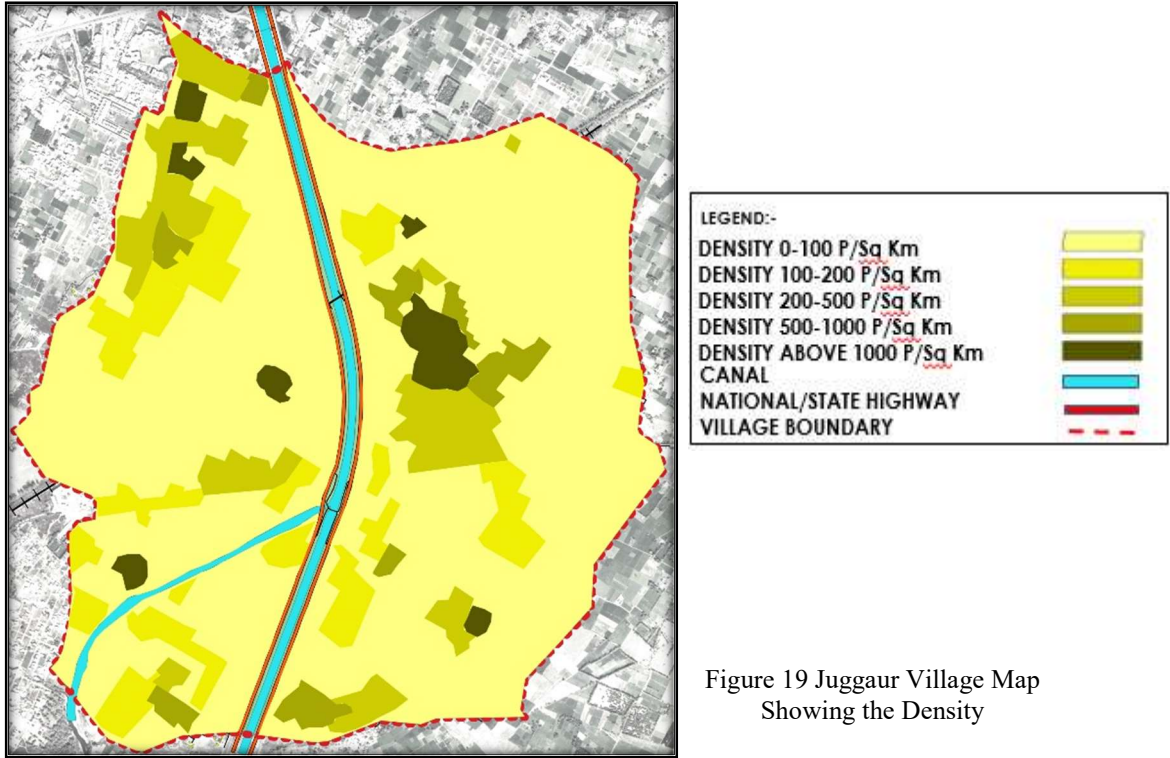 LEGEND:-
DENSITY 0-100 P/Sq Km
DENSITY 100-200 P/Sq Km
DENSITY 200-500 P/Sq Km
DENSITY 500-1000 P/Sq Km
DENSITY ABOVE 1000 P/Sq Km
CANAL
NATIONAL/STATE HIGHWAY
VILLAGE BOUNDARY
Figure 19 Juggaur Village Map
Showing the Density